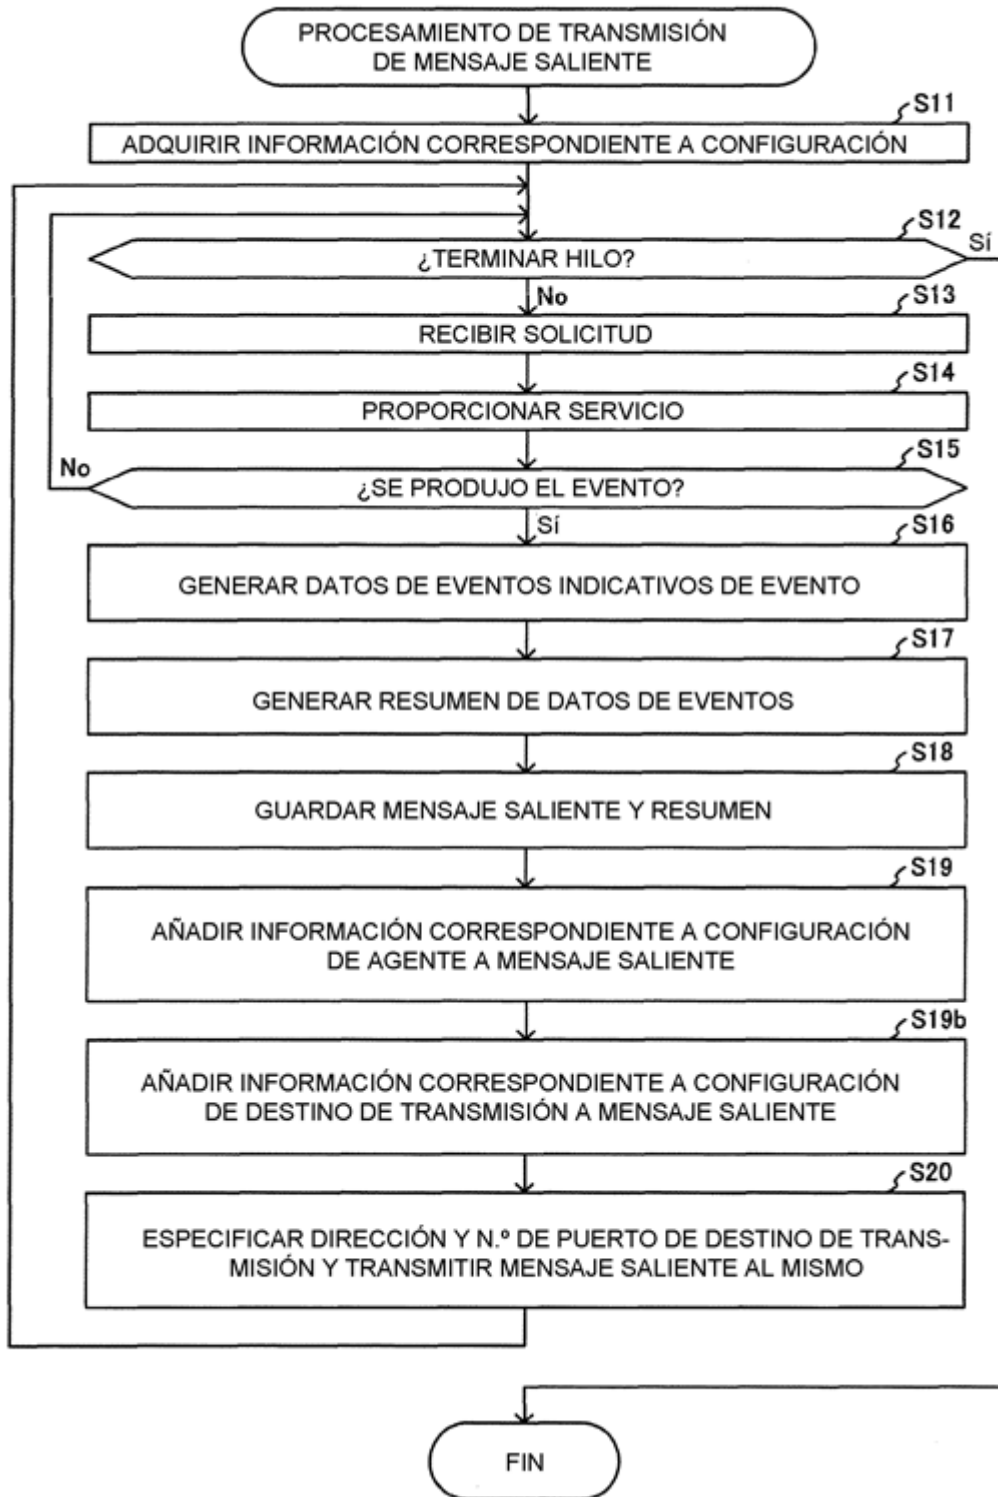 PROCESAMIENTO DE TRANSMISIÓN
DE MENSAJE SALIENTE
S11
ADQUIRIR INFORMACIÓN CORRESPONDIENTE A CONFIGURACIÓN
S12
¿TERMINAR HILO?
Sí
No
S13
RECIBIR SOLICITUD
S14
PROPORCIONAR SERVICIO
S15
No
¿SE PRODUJO EL EVENTO?
Sí
S16
GENERAR DATOS DE EVENTOS INDICATIVOS DE EVENTO
S17
GENERAR RESUMEN DE DATOS DE EVENTOS
S18
GUARDAR MENSAJE SALIENTE Y RESUMEN
S19
AÑADIR INFORMACIÓN CORRESPONDIENTE A CONFIGURACIÓN
DE AGENTE A MENSAJE SALIENTE
S19b
AÑADIR INFORMACIÓN CORRESPONDIENTE A CONFIGURACIÓN
DE DESTINO DE TRANSMISIÓN A MENSAJE SALIENTE
S20
ESPECIFICAR DIRECCIÓN Y N.º DE PUERTO DE DESTINO DE TRANS-
MISIÓN Y TRANSMITIR MENSAJE SALIENTE AL MISMO
FIN